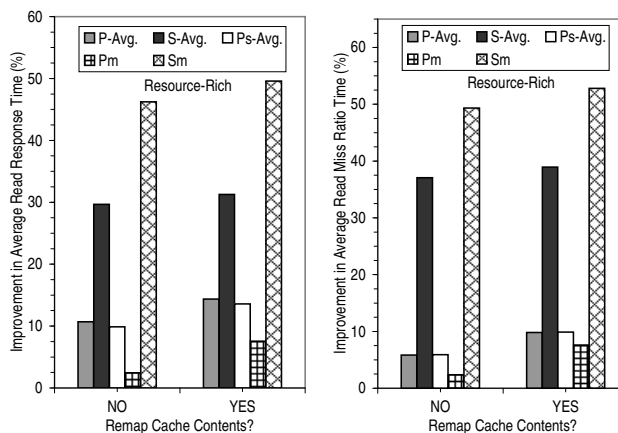 Improvement in Average Read Response Time (%)
60
50
40
30
20
10
0
P-Avg. S-Avg. Ps-Avg.
Pm Sm
Resource-Rich
NO YES
Remap Cache Contents?
Improvement in Average Read Miss Ratio Time (%)
60
50
40
30
20
10
0
P-Avg. S-Avg. Ps-Avg.
Pm Sm
Resource-Rich
NO YES
Remap Cache Contents?